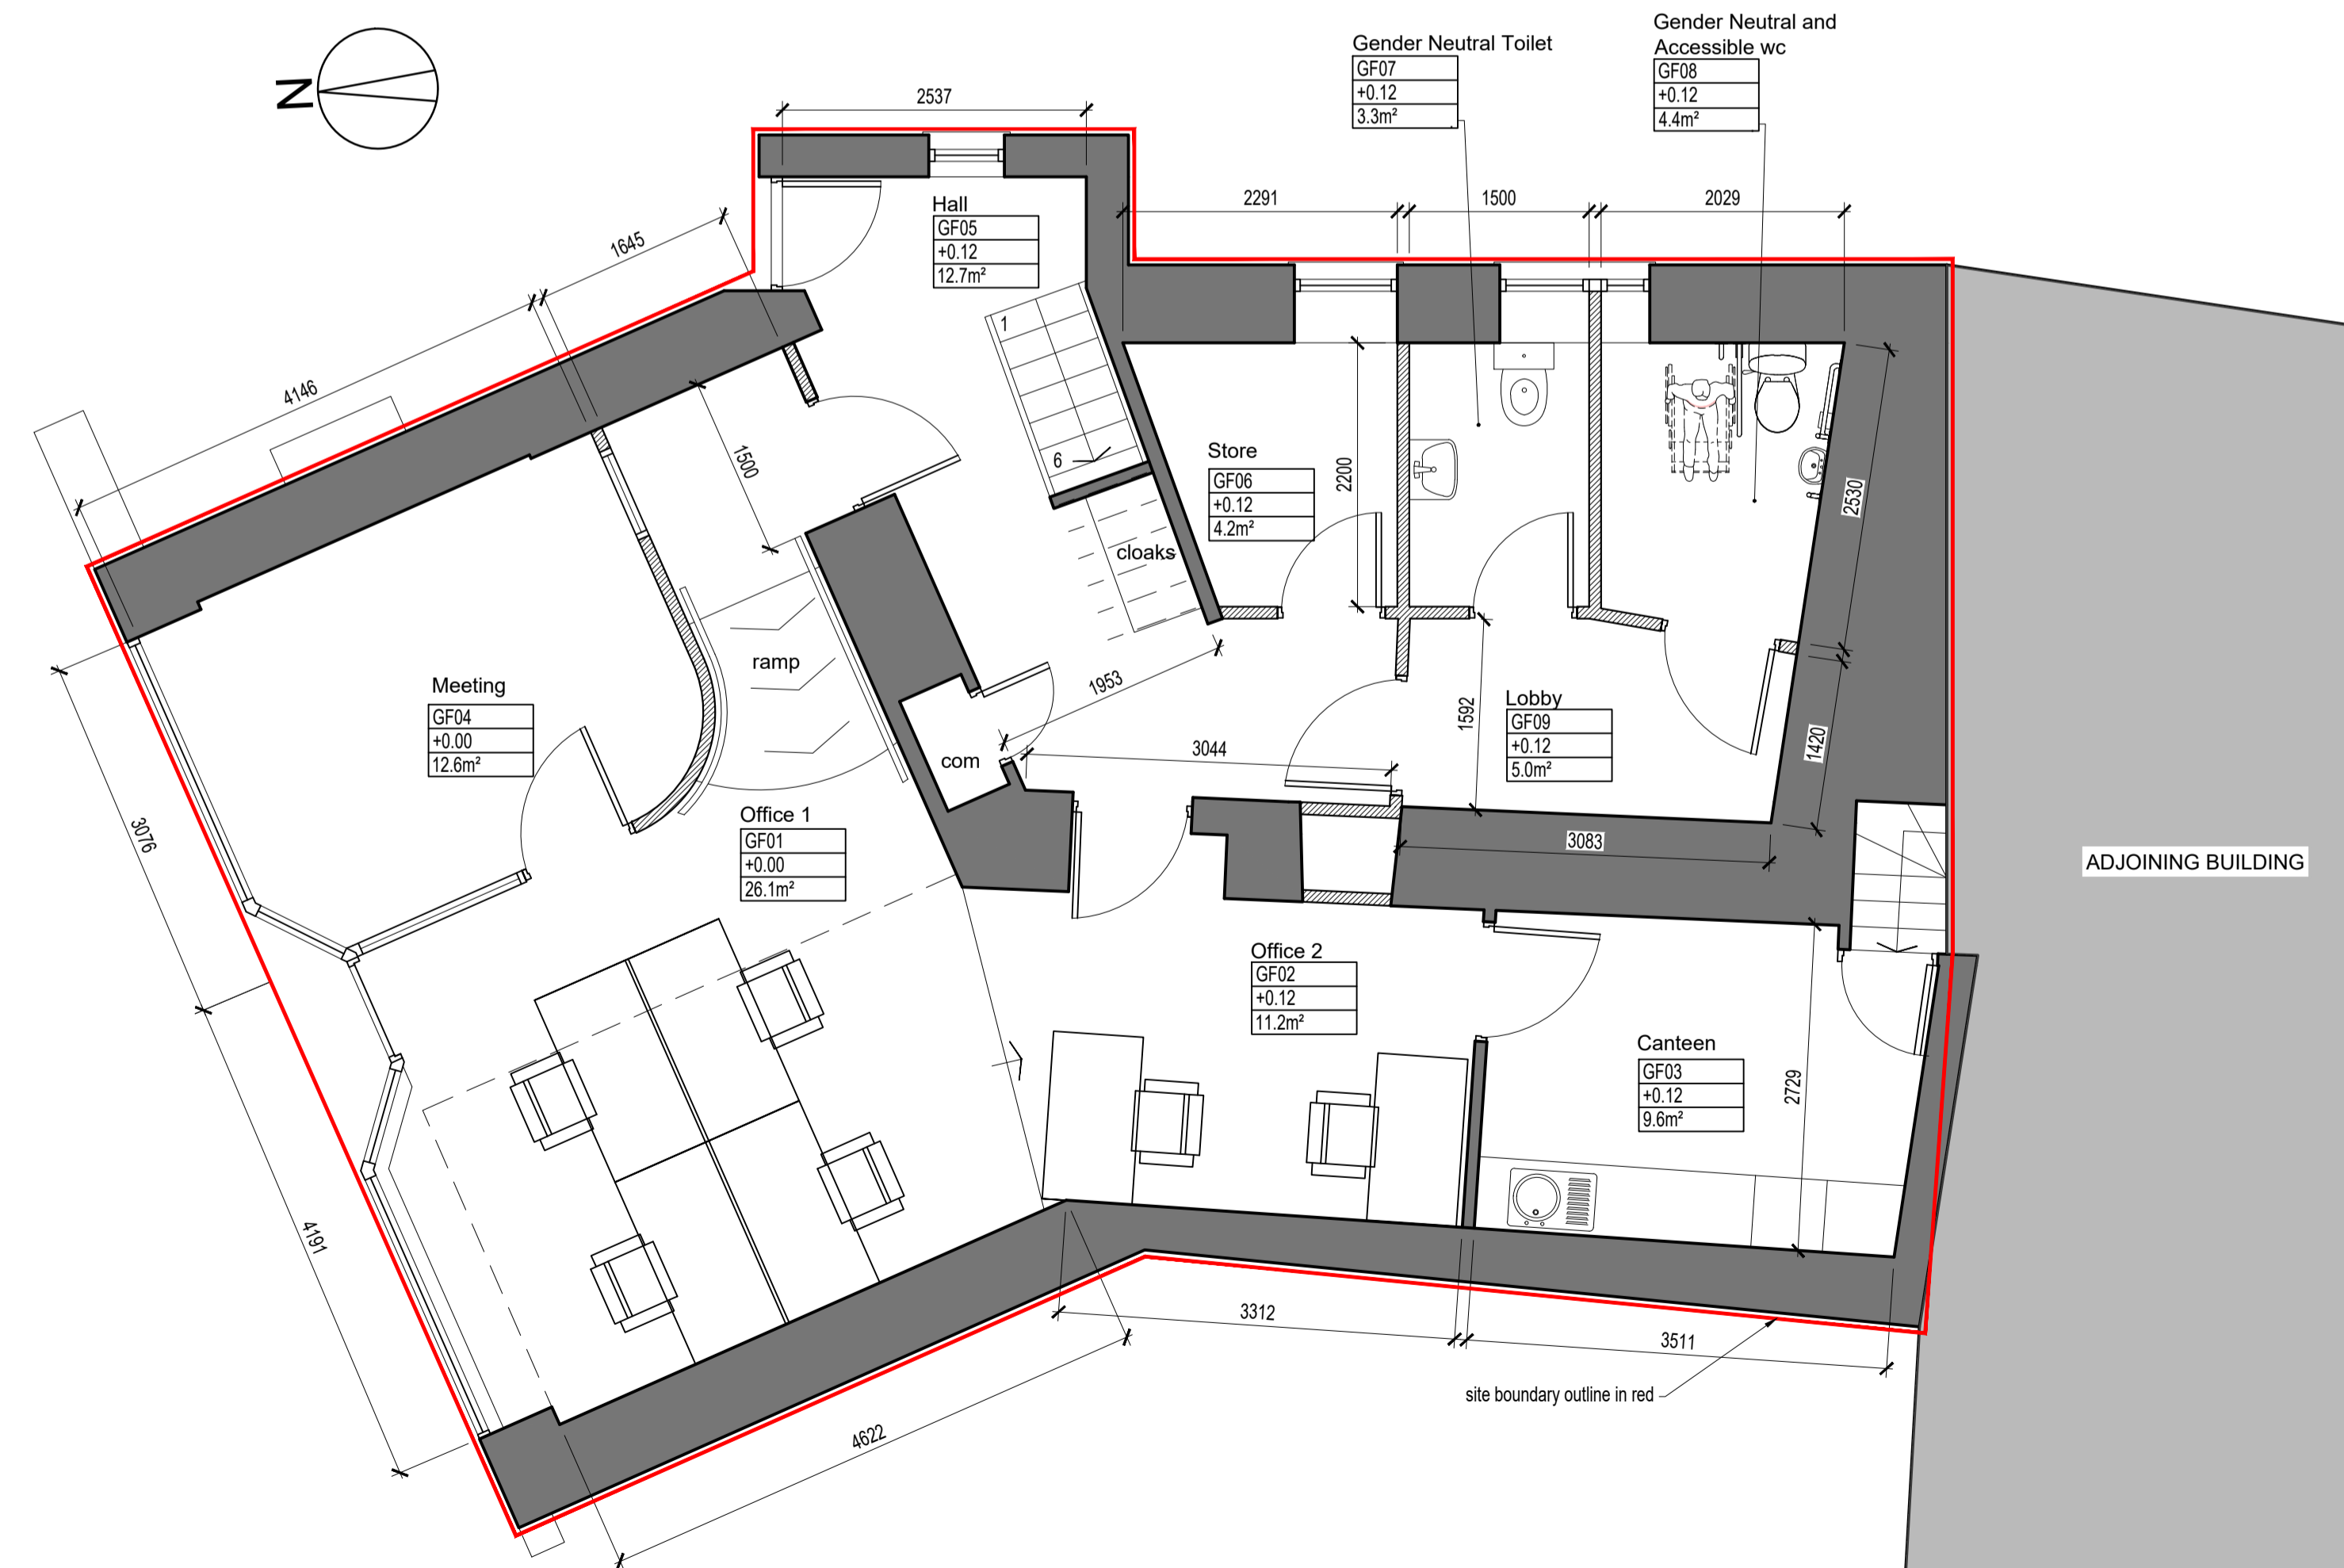 Gender Neutral Toilet
GF07
+0.12
3.3m²
Gender Neutral and
Accessible wc
GF08
+0.12
4.4m²
N
2537
2291
1500
2029
1645
4146
Hall
GF05
+0.12
12.7m²
1
6
1500
Store
GF06
+0.12
4.2m²
2200
2530
cloaks
ramp
1953
Meeting
GF04
+0.00
12.6m²
com
3044
1592
Lobby
GF09
+0.12
5.0m²
1420
3076
Office 1
GF01
+0.00
26.1m²
3083
ADJOINING BUILDING
Office 2
GF02
+0.12
11.2m²
Canteen
GF03
+0.12
9.6m²
2729
4191
3312
3511
site boundary outline in red
4622